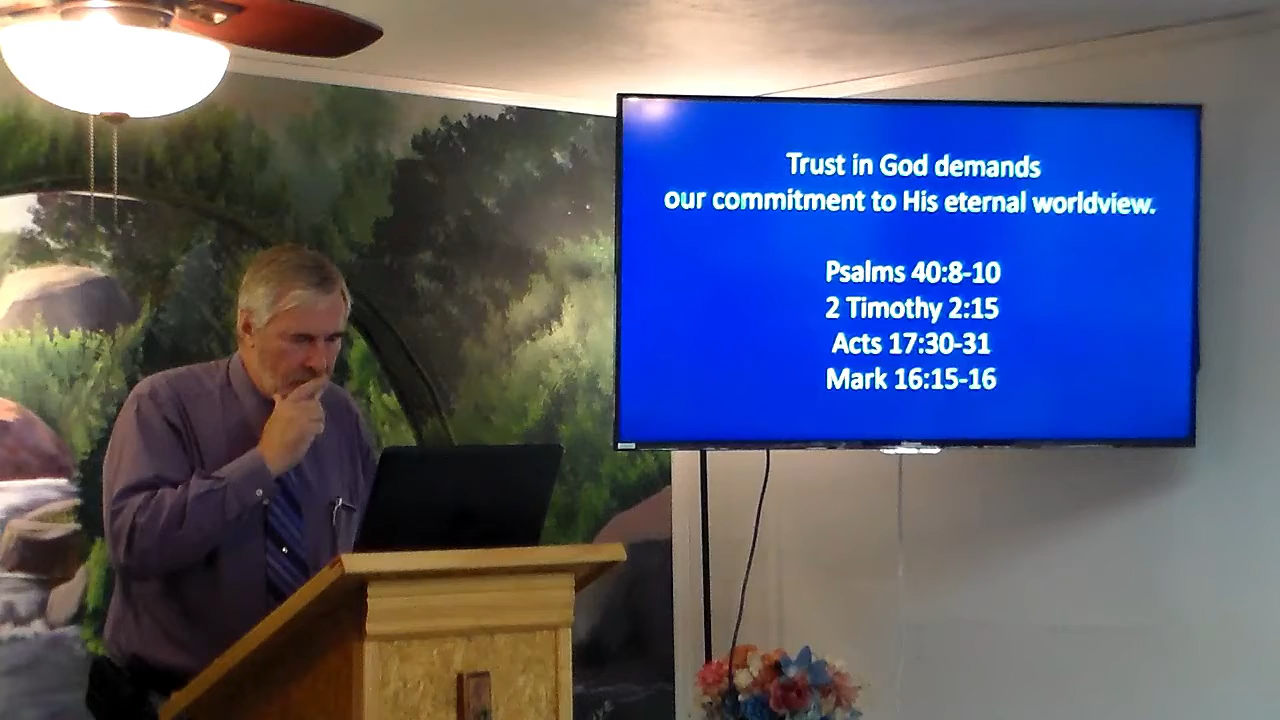 Trust in God demands
our commitment to His eternal worldview.
Psalms 40:8-10
2 Timothy 2:15
Acts 17:30-31
Mark 16:15-16